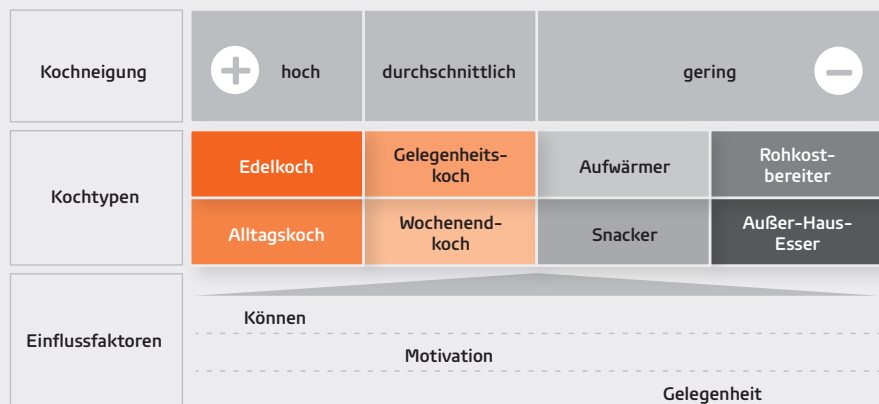 Kochneigung
hoch
durchschnittlich
gering
Kochtypen
Edelkoch
Gelegenheits-
koch
Aufwärmer
Rohkost-
bereiter
Alltagskoch
Wochenend-
koch
Snacker
Außer-Haus-
Esser
Einflussfaktoren
Können
Motivation
Gelegenheit